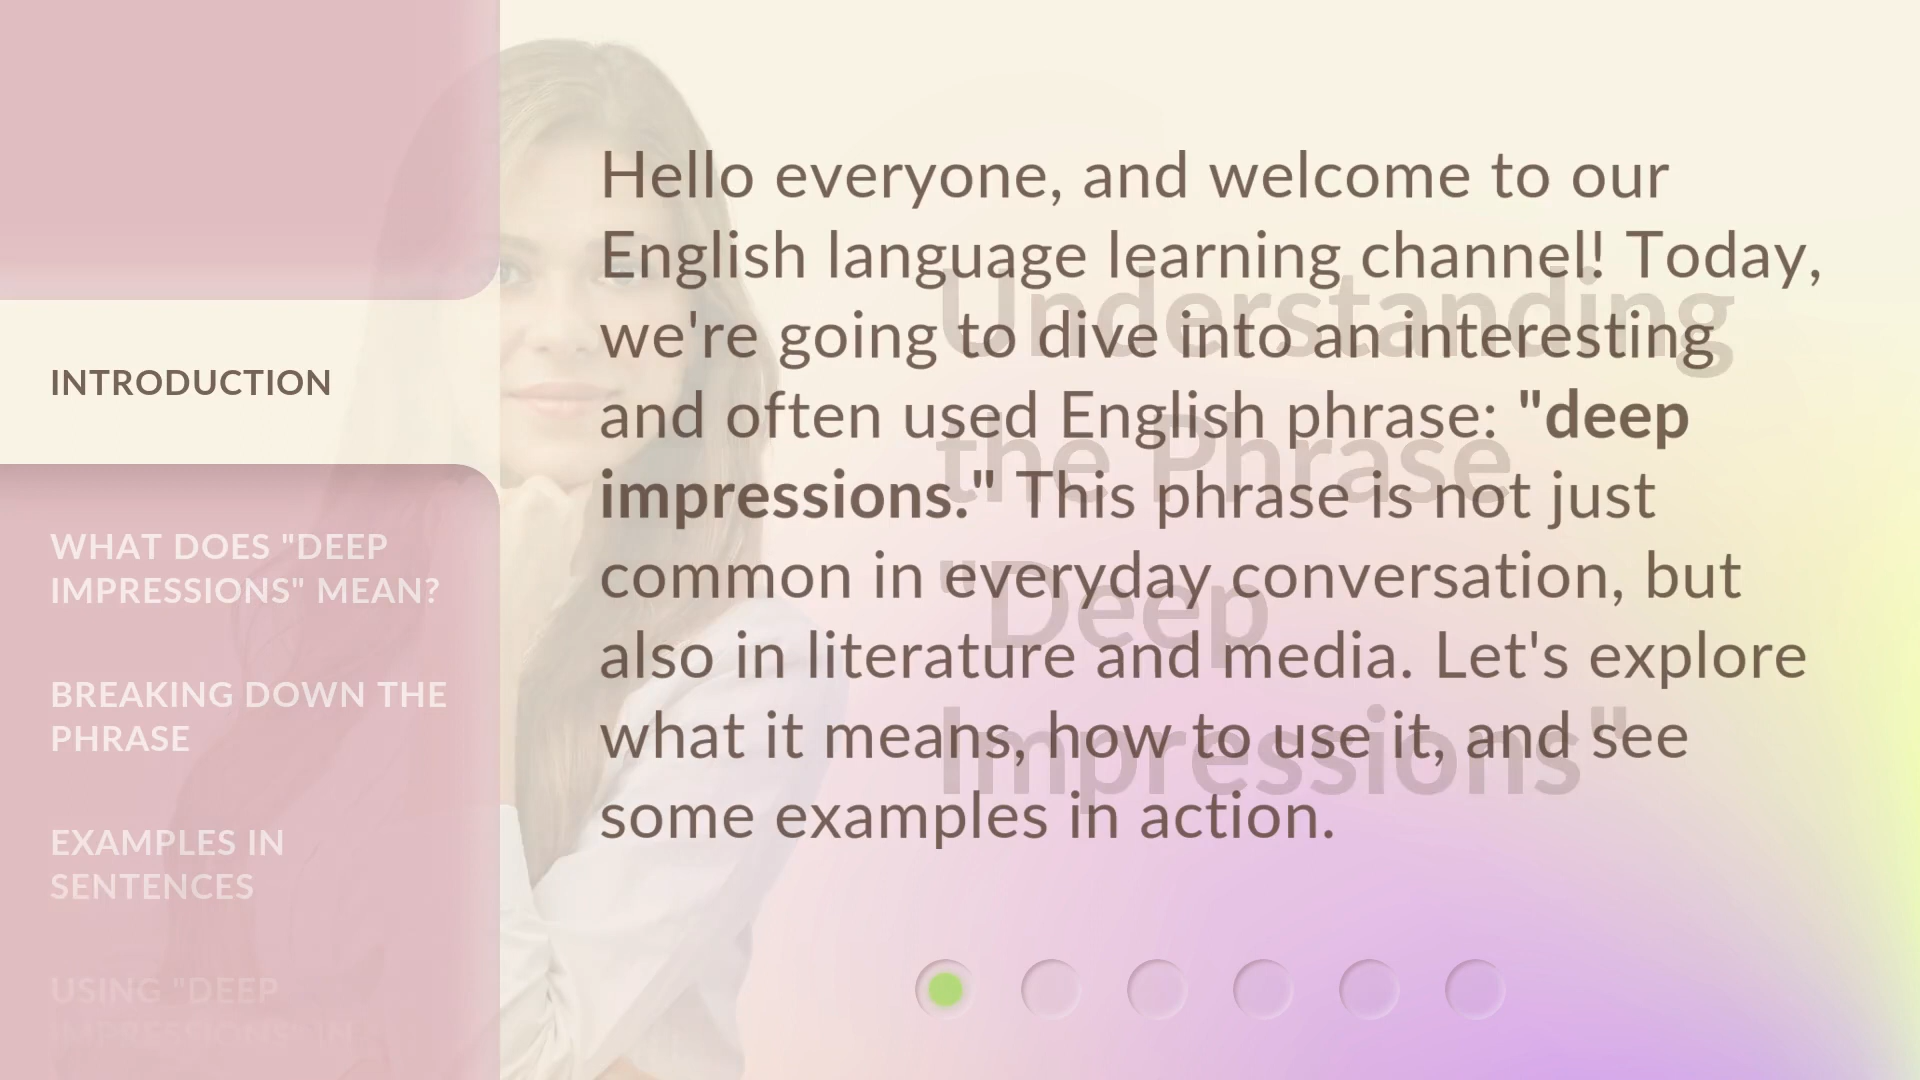 INTRODUCTION
WHAT DOES "DEEP
IMPRESSIONS" MEAN?
BREAKING DOWN THE
PHRASE
EXAMPLES IN
SENTENCES
USING "DEEP
IMPRESSIONS" IN
Hello everyone, and welcome to our
English language learning channel! Today,
we're going to dive into an interesting
and often used English phrase: "deep
impressions." This phrase is not just
common in everyday conversation, but
also in literature and media. Let's explore
what it means, how to use it, and see
some examples in action.
Understanding
the Phrase
"Deep
Impressions"